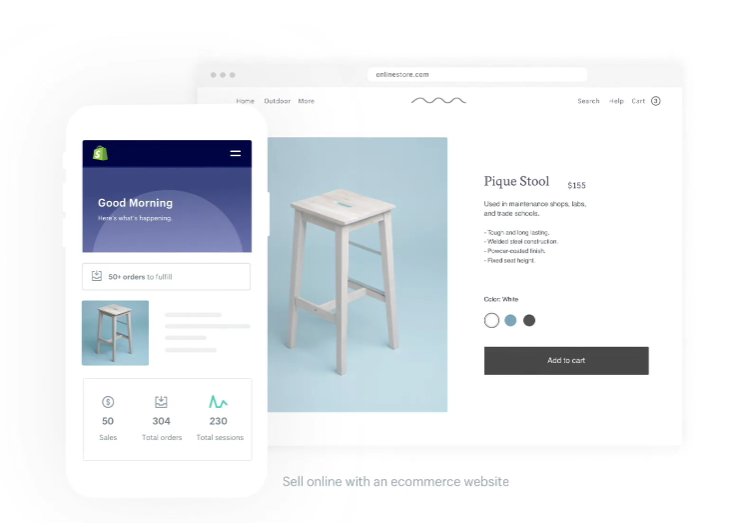 onlinestore.com
Home Outdoor More
Search Help Cart 3
Good Morning
Here's what's happening.
50+ orders to fulfill
50 304 230
Sales Total orders Total sessions
Pique Stool $155
Used in maintenance shops, labs,
and trade schools.
- Tough and long lasting.
- Welded steel construction.
- Powder-coated finish.
- Fixed seat height.
Color: White
Add to cart
Sell online with an ecommerce website